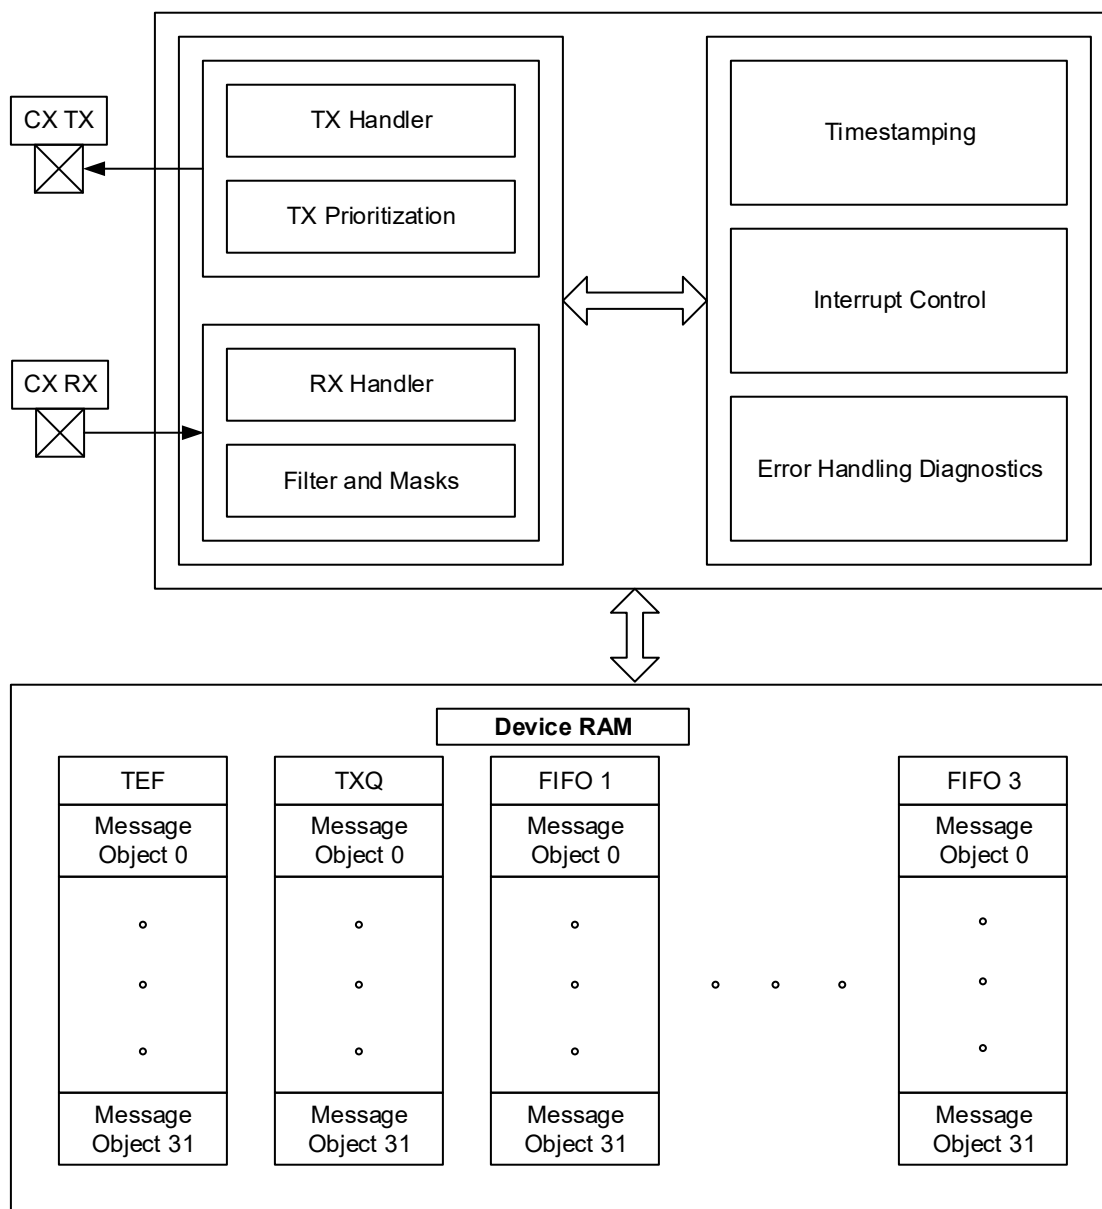 CX TX
TX Handler
TX Prioritization
Timestamping
Interrupt Control
CX RX
RX Handler
Filter and Masks
Error Handling Diagnostics
Device RAM
TEF
TXQ
FIFO 1
FIFO 3
Message
Object 0
Message
Object 0
Message
Object 0
Message
Object 0
Message
Object 31
Message
Object 31
Message
Object 31
Message
Object 31